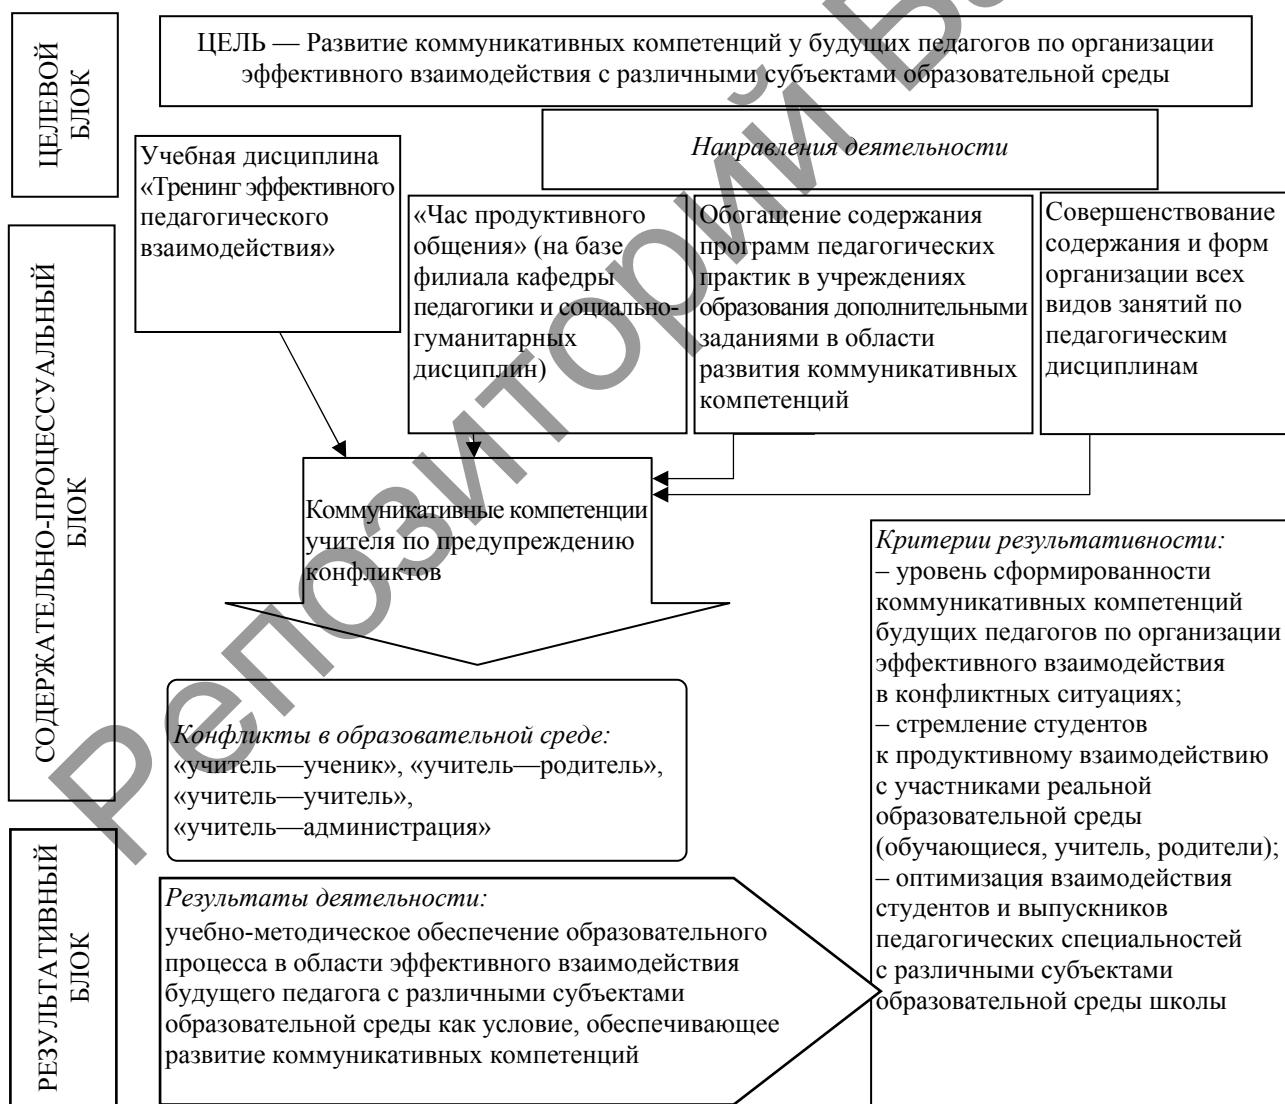 ЦЕЛЕВОЙ
БЛОК
ЦЕЛЬ — Развитие коммуникативных компетенций у будущих педагогов по организации
эффективного взаимодействия с различными субъектами образовательной среды
Направления деятельности
Учебная дисциплина
«Тренинг эффективного
педагогического
взаимодействия»
«Час продуктивного
общения» (на базе
филиала кафедры
педагогики и социально-
гуманитарных
дисциплин)
Обогащение содержания
программ педагогических
практик в учреждениях
образования дополнительными
заданиями в области
развития коммуникативных
компетенций
Совершенствование
содержания и форм
организации всех
видов занятий по
педагогическим
дисциплинам
СОДЕРЖАТЕЛЬНО-ПРОЦЕССУАЛЬНЫЙ
БЛОК
Коммуникативные компетенции
учителя по предупреждению
конфликтов
Конфликты в образовательной среде:
«учитель—ученик», «учитель—родитель»,
«учитель—учитель»,
«учитель—администрация»
РЕЗУЛЬТАТИВНЫЙ
БЛОК
Результаты деятельности:
учебно-методическое обеспечение образовательного
процесса в области эффективного взаимодействия
будущего педагога с различными субъектами
образовательной среды как условие, обеспечивающее
развитие коммуникативных компетенций
Критерии результативности:
– уровень сформированности
коммуникативных компетенций
будущих педагогов по организации
эффективного взаимодействия
в конфликтных ситуациях;
– стремление студентов
к продуктивному взаимодействию
с участниками реальной
образовательной среды
(обучающиеся, учитель, родители);
– оптимизация взаимодействия
студентов и выпускников
педагогических специальностей
с различными субъектами
образовательной среды школы
Репозиторий